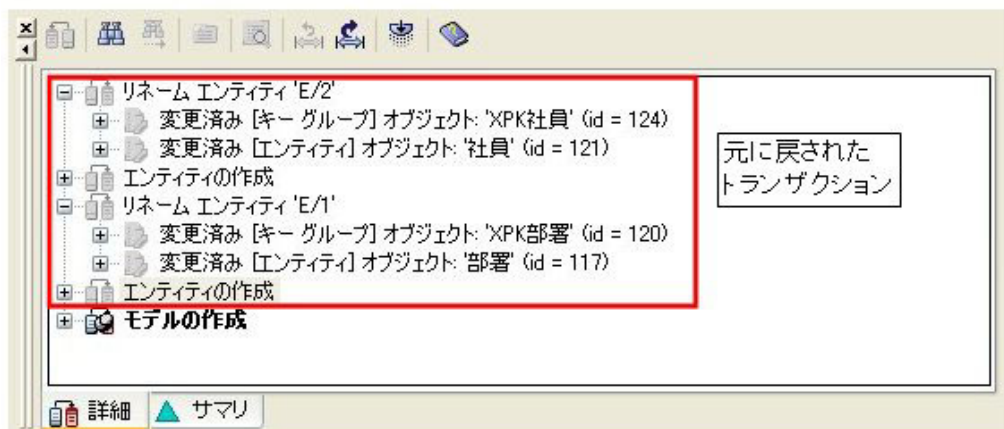 リネーム エンティティ 'E/2'
変更済み [キー グループ] オブジェクト: 'XPK社員' (id = 124)
変更済み [エンティティ] オブジェクト: '社員' (id = 121)
エンティティの作成
リネーム エンティティ 'E/1'
変更済み [キー グループ] オブジェクト: 'XPK部署' (id = 120)
変更済み [エンティティ] オブジェクト: '部署' (id = 117)
エンティティの作成
モデルの作成
元に戻された
トランザクション
詳細
サマリ